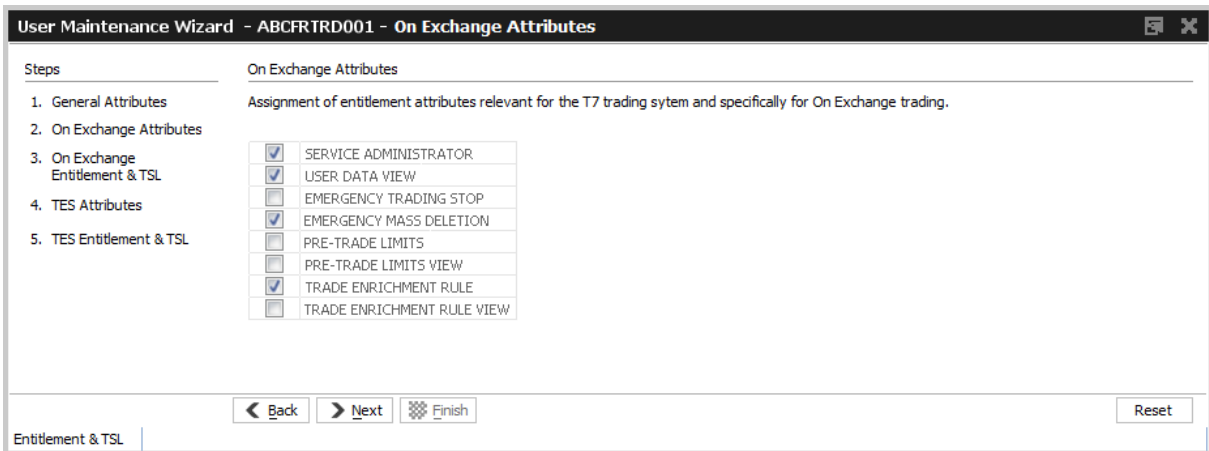 User Maintenance Wizard - ABCFRTRD001 - On Exchange Attributes
Steps
1. General Attributes
2. On Exchange Attributes
3. On Exchange
Entitlement & TSL
4. TES Attributes
5. TES Entitlement & TSL
On Exchange Attributes
Assignment of entitlement attributes relevant for the T7 trading sytem and specifically for On Exchange trading.
SERVICE ADMINISTRATOR
USER DATA VIEW
EMERGENCY TRADING STOP
EMERGENCY MASS DELETION
PRE-TRADE LIMITS
PRE-TRADE LIMITS VIEW
TRADE ENRICHMENT RULE
TRADE ENRICHMENT RULE VIEW
Back
Next
Finish
Reset
Entitlement & TSL